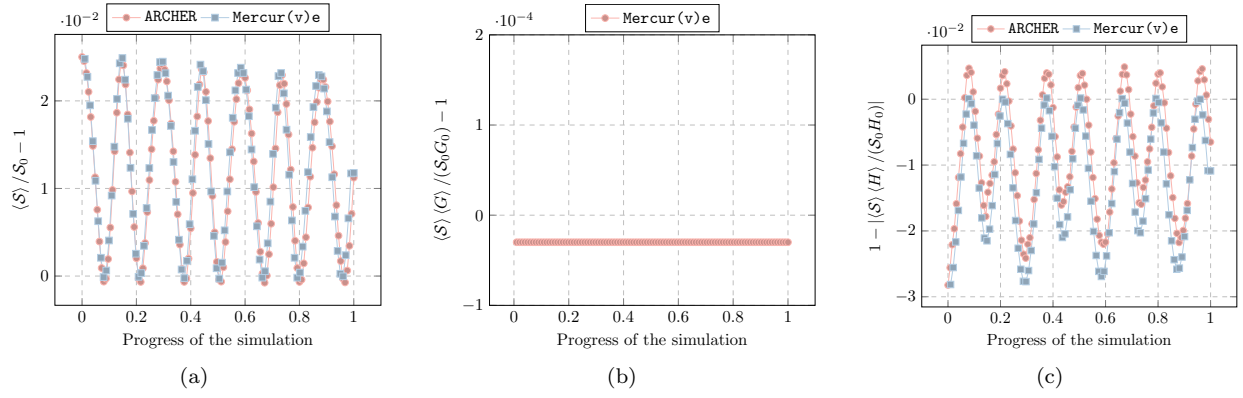 ·10⁻²
ARCHER Mercur(v)e
2
1
0
⟨𝒮⟩ /𝒮₀ − 1
0 0.2 0.4 0.6 0.8 1
Progress of the simulation
(a)
·10⁻⁴
Mercur(v)e
2
1
0
−1
⟨𝒮⟩ ⟨G⟩ /(𝒮₀G₀) − 1
0 0.2 0.4 0.6 0.8 1
Progress of the simulation
(b)
·10⁻²
ARCHER Mercur(v)e
0
−1
−2
−3
1 − |⟨𝒮⟩ ⟨H⟩ /(𝒮₀H₀)|
0 0.2 0.4 0.6 0.8 1
Progress of the simulation
(c)